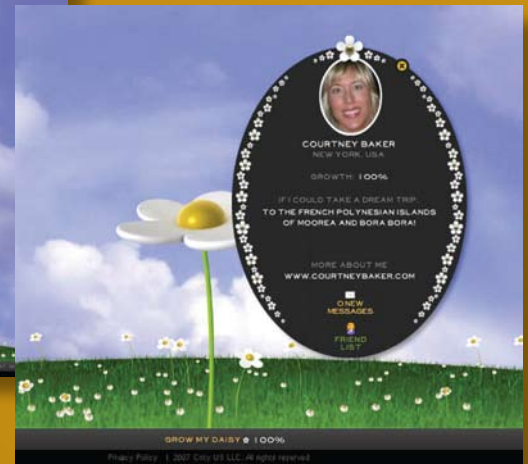 COURTNEY BAKER
NEW YORK, USA
GROWTH: 100%
IF I COULD TAKE A DREAM TRIP:
TO THE FRENCH POLYNESIAN ISLANDS
OF MOOREA AND BORA BORA!
MORE ABOUT ME
WWW.COURTNEYBAKER.COM
0 NEW
MESSAGES
FRIEND
LIST
GROW MY DAISY 100%
Privacy Policy | 2007 Coty US LLC. All rights reserved